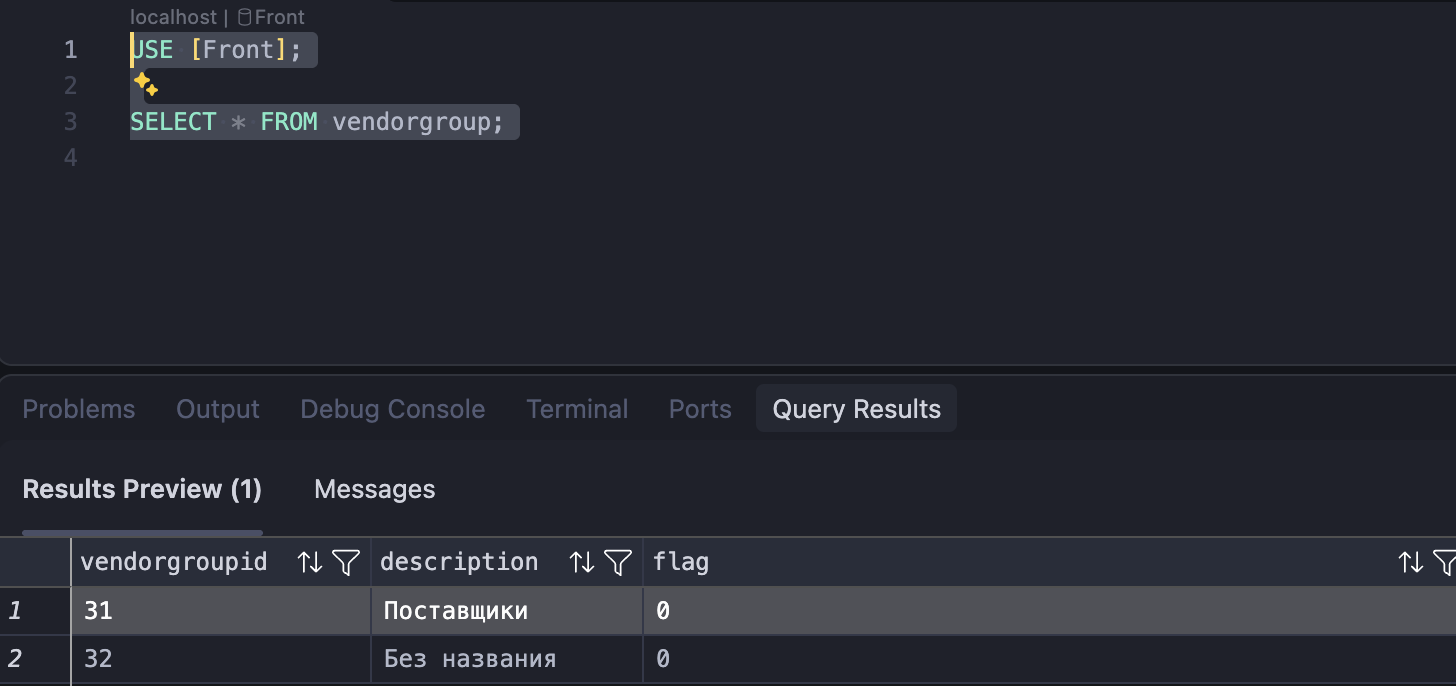 localhost | Front
1 USE [Front];
2
3 SELECT * FROM vendorgroup;
4
Problems Output Debug Console Terminal Ports Query Results
Results Preview (1) Messages
vendorgroupid description flag
1 31 Поставщики 0
2 32 Без названия 0